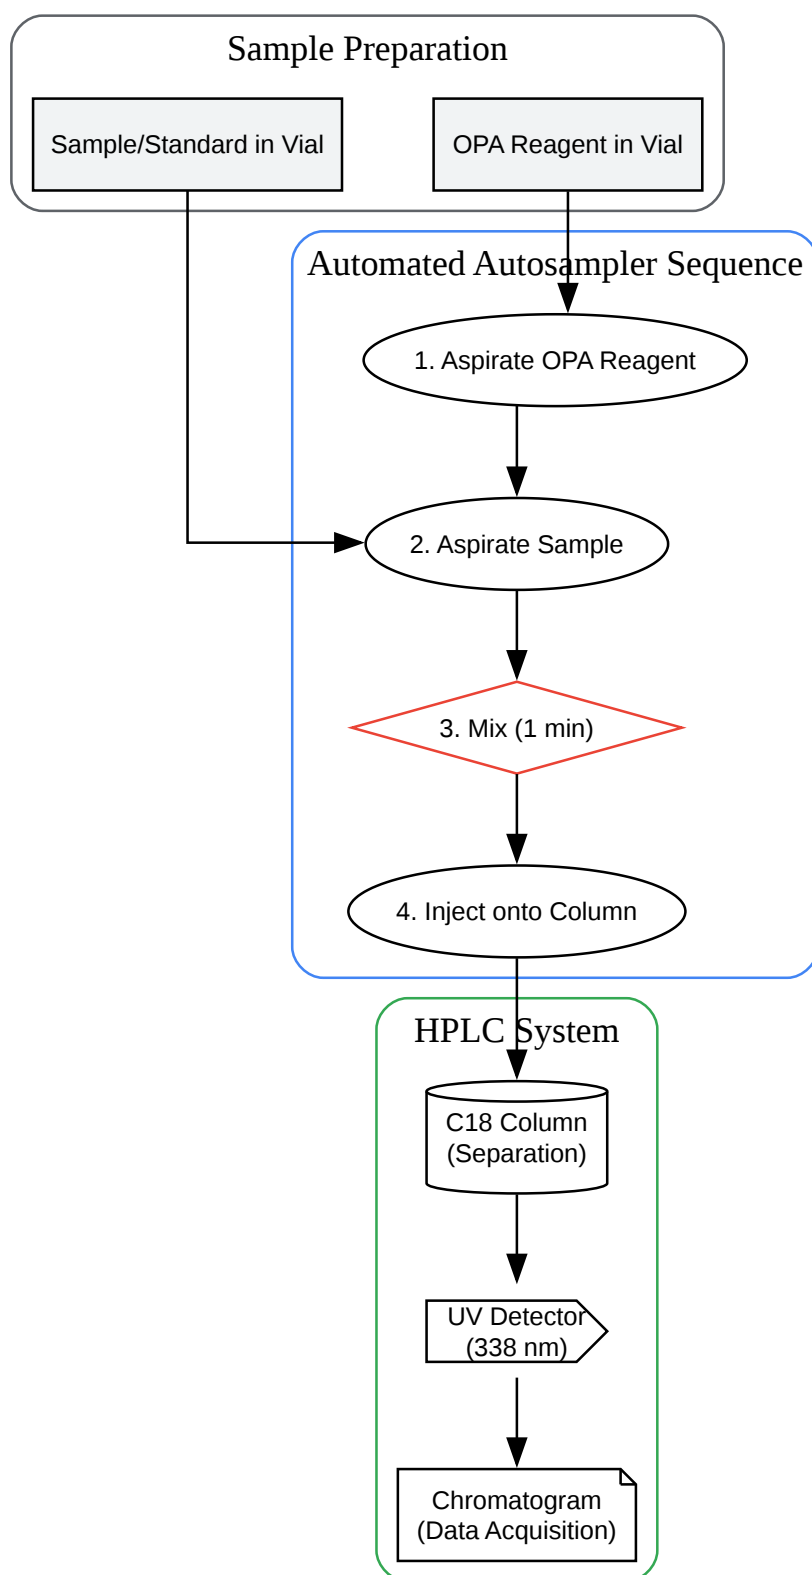 Sample Preparation
Sample/Standard in Vial
OPA Reagent in Vial
Automated Autosampler Sequence
1. Aspirate OPA Reagent
2. Aspirate Sample
3. Mix (1 min)
4. Inject onto Column
HPLC System
C18 Column
(Separation)
UV Detector
(338 nm)
Chromatogram
(Data Acquisition)